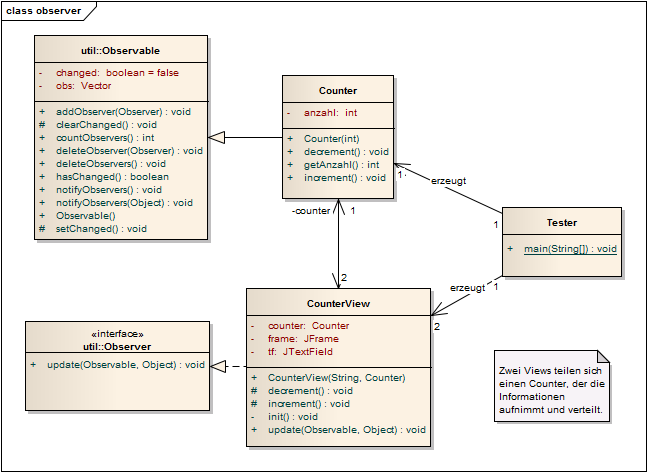 class observer
util::Observable
- changed: boolean = false
- obs: Vector
+ addObserver(Observer) : void
# clearChanged() : void
+ countObservers() : int
+ deleteObserver(Observer) : void
+ deleteObservers() : void
+ hasChanged() : boolean
+ notifyObservers() : void
+ notifyObservers(Object) : void
+ Observable()
# setChanged() : void
Counter
- anzahl: int
+ Counter(int)
+ decrement() : void
+ getAnzahl() : int
+ increment() : void
1
erzeugt
1
-counter
1
2
Tester
+ main(String[]) : void
erzeugt
1
2
CounterView
- counter: Counter
- frame: JFrame
- tf: JTextField
+ CounterView(String, Counter)
# decrement() : void
# increment() : void
- init() : void
+ update(Observable, Object) : void
«interface»
util::Observer
+ update(Observable, Object) : void
Zwei Views teilen sich
einen Counter, der die
Informationen
aufnimmt und verteilt.